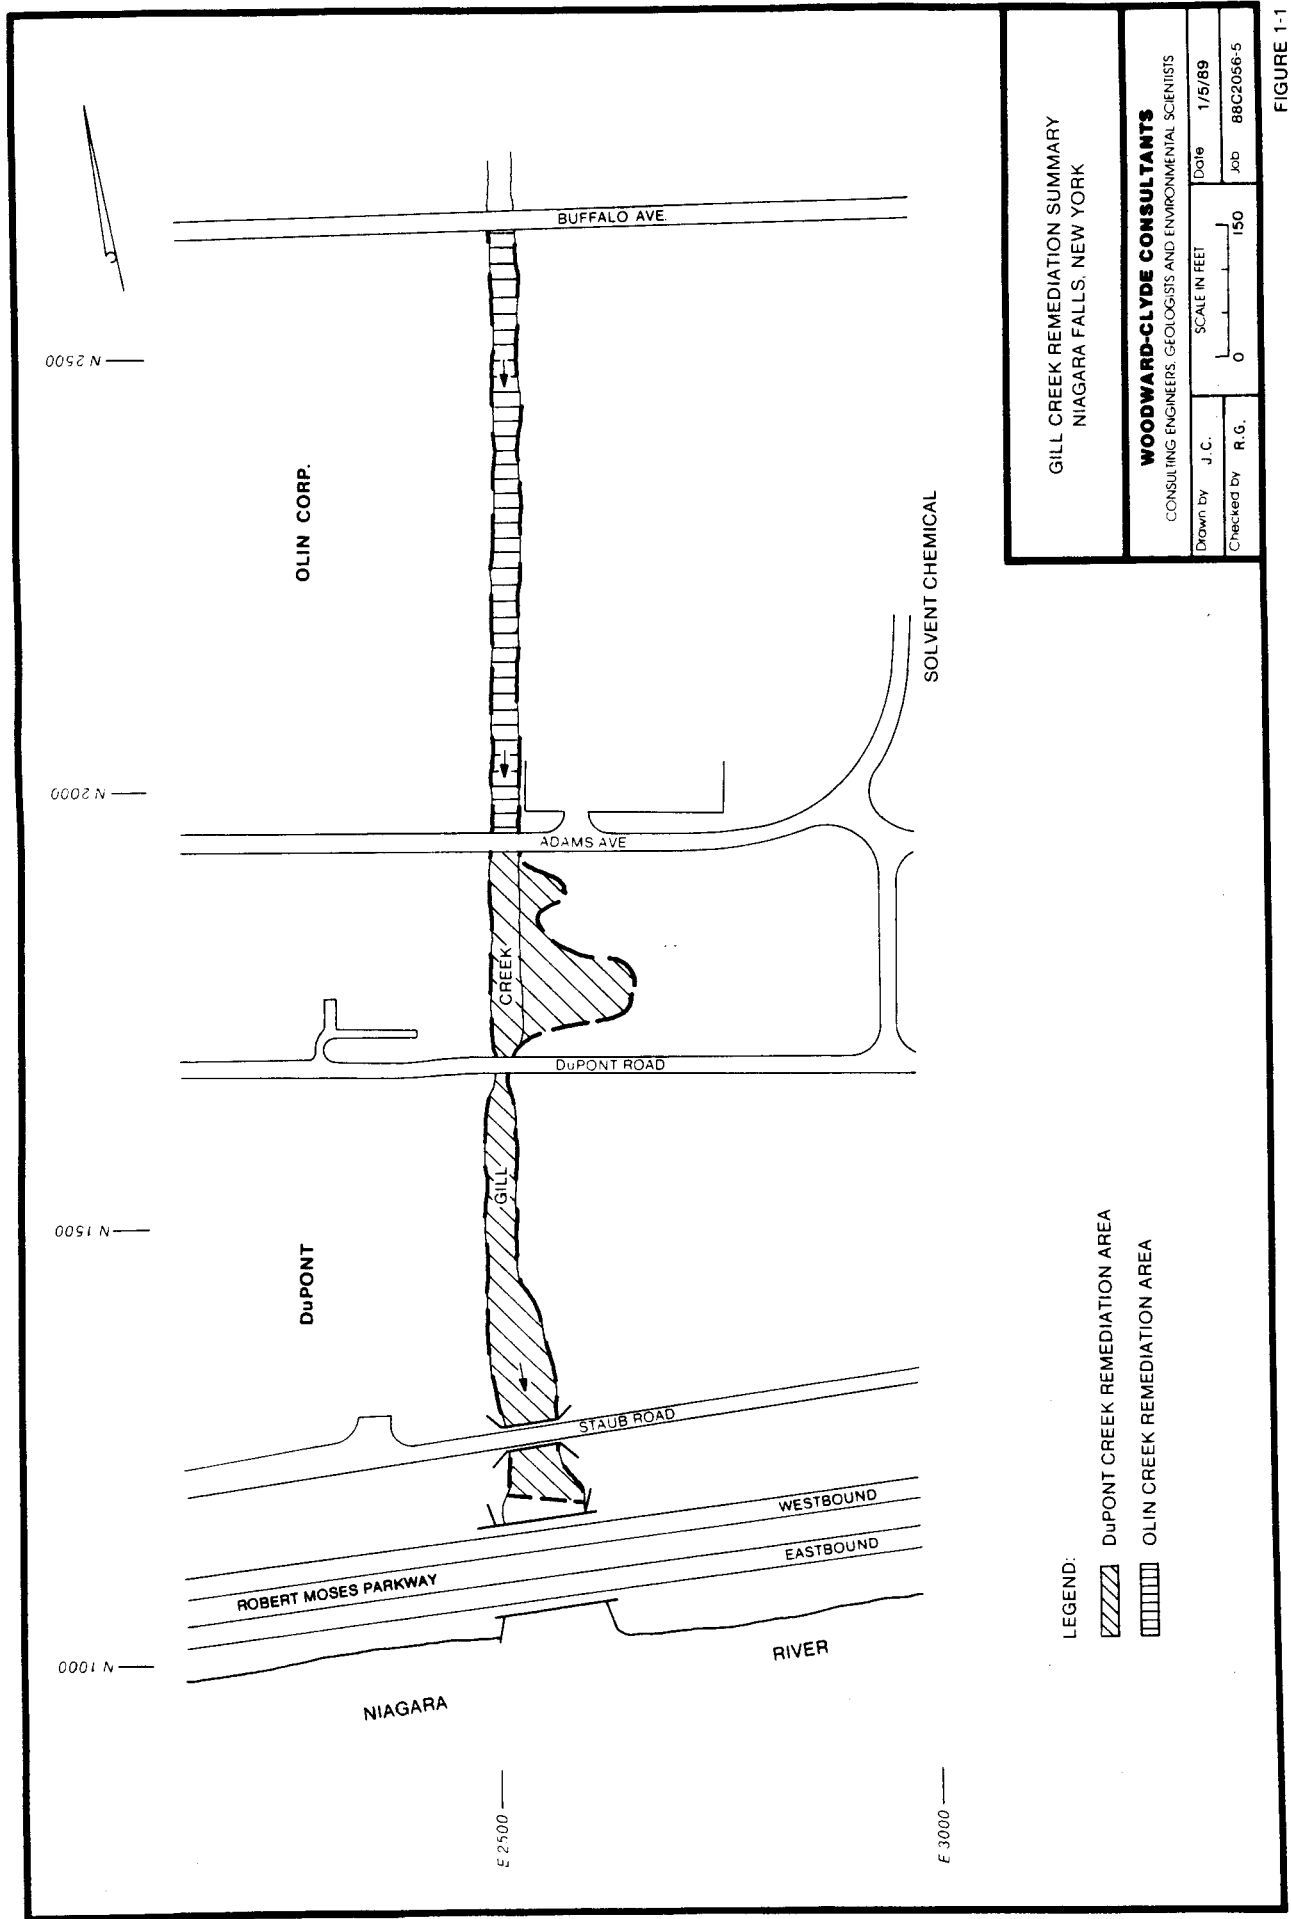 FIGURE 1-1
BUFFALO AVE.
N 2500
OLIN CORP.
N 2000
ADAMS AVE
SOLVENT CHEMICAL
CREEK
DuPONT ROAD
GILL
N 1500
DuPONT
STAUB ROAD
WESTBOUND
EASTBOUND
ROBERT MOSES PARKWAY
N 1000
RIVER
NIAGARA
E 2500
E 3000
LEGEND:
DuPONT CREEK REMEDIATION AREA
OLIN CREEK REMEDIATION AREA
GILL CREEK REMEDIATION SUMMARY
NIAGARA FALLS, NEW YORK
WOODWARD-CLYDE CONSULTANTS
CONSULTING ENGINEERS, GEOLOGISTS AND ENVIRONMENTAL SCIENTISTS
Drawn by J.C.
Checked by R.G.
SCALE IN FEET
0 150
Date 1/5/89
Job 88C2056-5